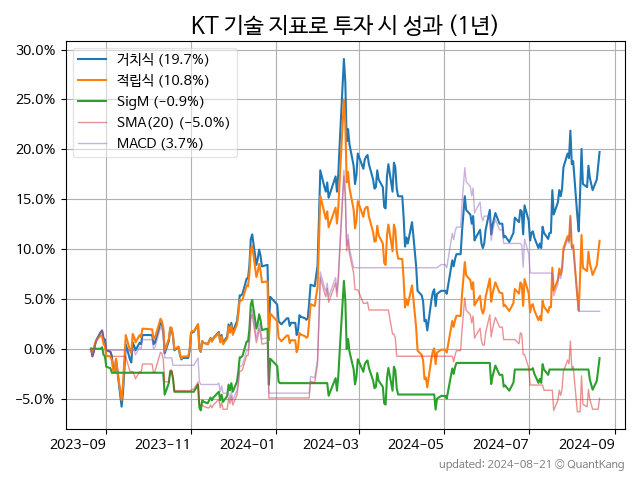 KT 기술 지표로 투자 시 성과 (1년)
30.0%
25.0%
20.0%
15.0%
10.0%
5.0%
0.0%
−5.0%
거치식 (19.7%)
적립식 (10.8%)
SigM (−0.9%)
SMA(20) (−5.0%)
MACD (3.7%)
2023-09
2023-11
2024-01
2024-03
2024-05
2024-07
2024-09
updated: 2024-08-21 © QuantKang